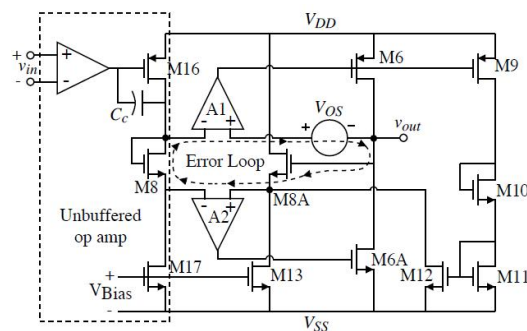 V_DD
+
v_in
-
+
-
C_c
M16
A1
-
+
M6
M9
V_OS
+
-
v_out
Error Loop
M8
M8A
M10
-
+
A2
Unbuffered
op amp
M6A
+
V_Bias
-
M17
M13
M12
M11
V_SS